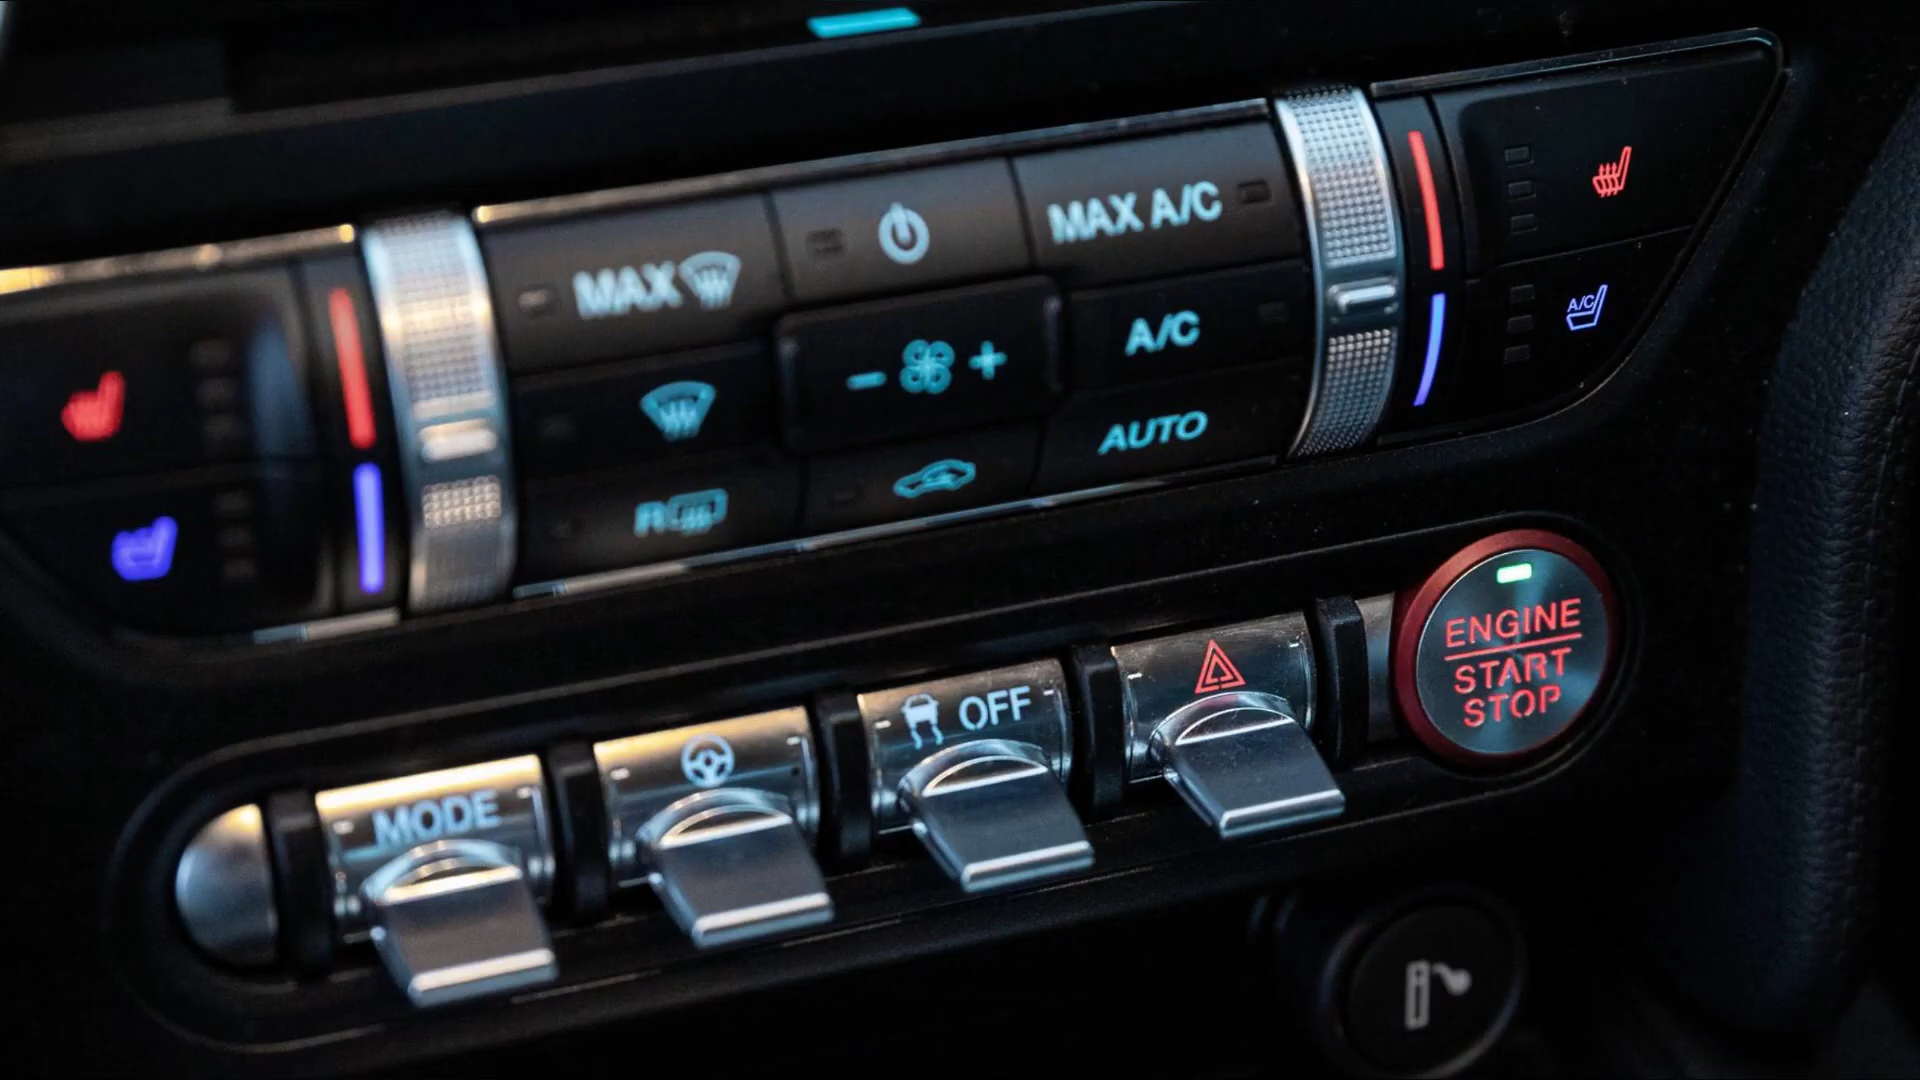 MAX
MAX A/C
- +
A/C
A/C
AUTO
R
ENGINE
START
STOP
OFF
MODE